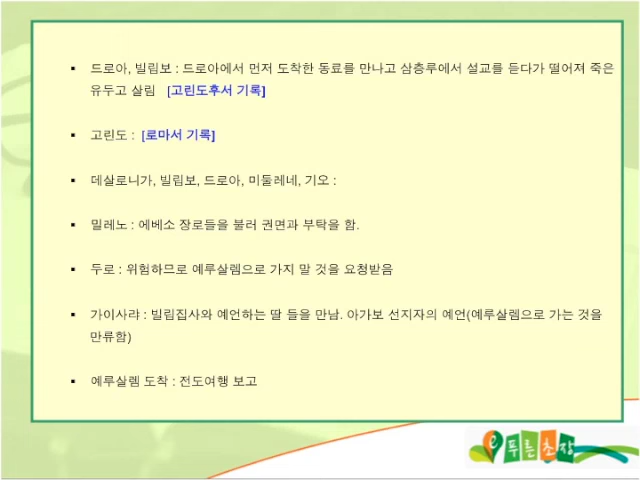 ▪ 드로아, 빌립보 : 드로아에서 먼저 도착한 동료를 만나고 삼층루에서 설교를 듣다가 떨어져 죽은
유두고 살림 [고린도후서 기록]
▪ 고린도 : [로마서 기록]
▪ 데살로니가, 빌립보, 드로아, 미둘레네, 기오 :
▪ 밀레노 : 에베소 장로들을 불러 권면과 부탁을 함.
▪ 두로 : 위험하므로 예루살렘으로 가지 말 것을 요청받음
▪ 가이사랴 : 빌립집사와 예언하는 딸 들을 만남. 아가보 선지자의 예언(예루살렘으로 가는 것을
만류함)
▪ 예루살렘 도착 : 전도여행 보고
e푸른초장